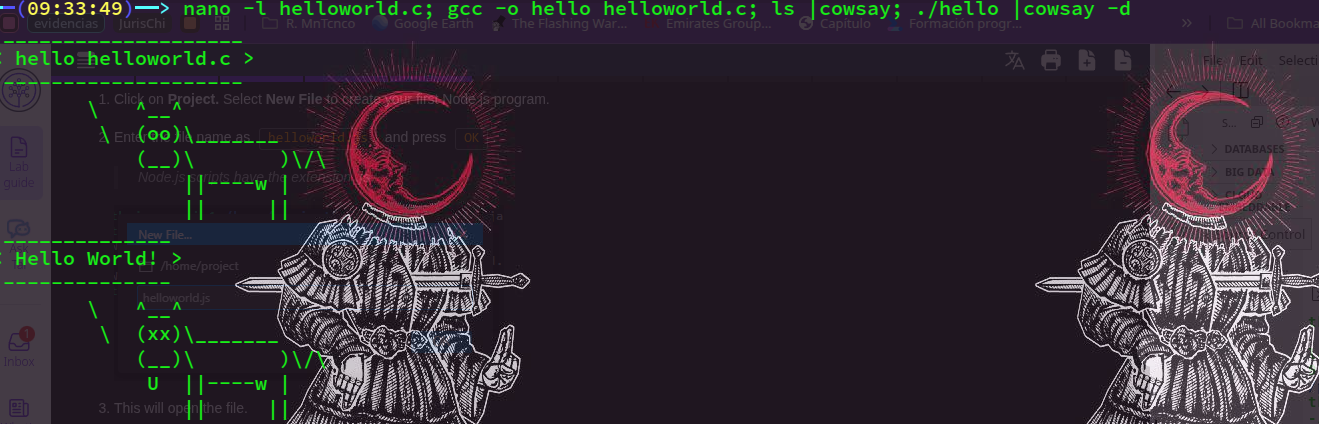 (09:33:49) —> nano -l helloworld.c; gcc -o hello helloworld.c; ls |cowsay; ./hello |cowsay -d
evidencias JurisChi R. MnTcnco Google Earth The Flashing War... Emirates Group... Capítulo Formación progr... » All Bookma
____________________
< hello helloworld.c >
--------------------
\ ^__^
\ (oo)\_______
(__)\ )\/\
||----w |
|| ||
______________
< Hello World! >
--------------
\ ^__^
\ (xx)\_______
(__)\ )\/\
U ||----w |
|| ||
1. Click on Project. Select New File to create your first Node js program.
2. Enter the file name as helloworld.js and press OK
Node.js scripts have the extension
New File...
/home/project
helloworld.js
3. This will open the file.
Lab
guide
1
Inbox
File Edit Selecti
S...
DATABASES
BIG DATA
CLOUD
ontrol